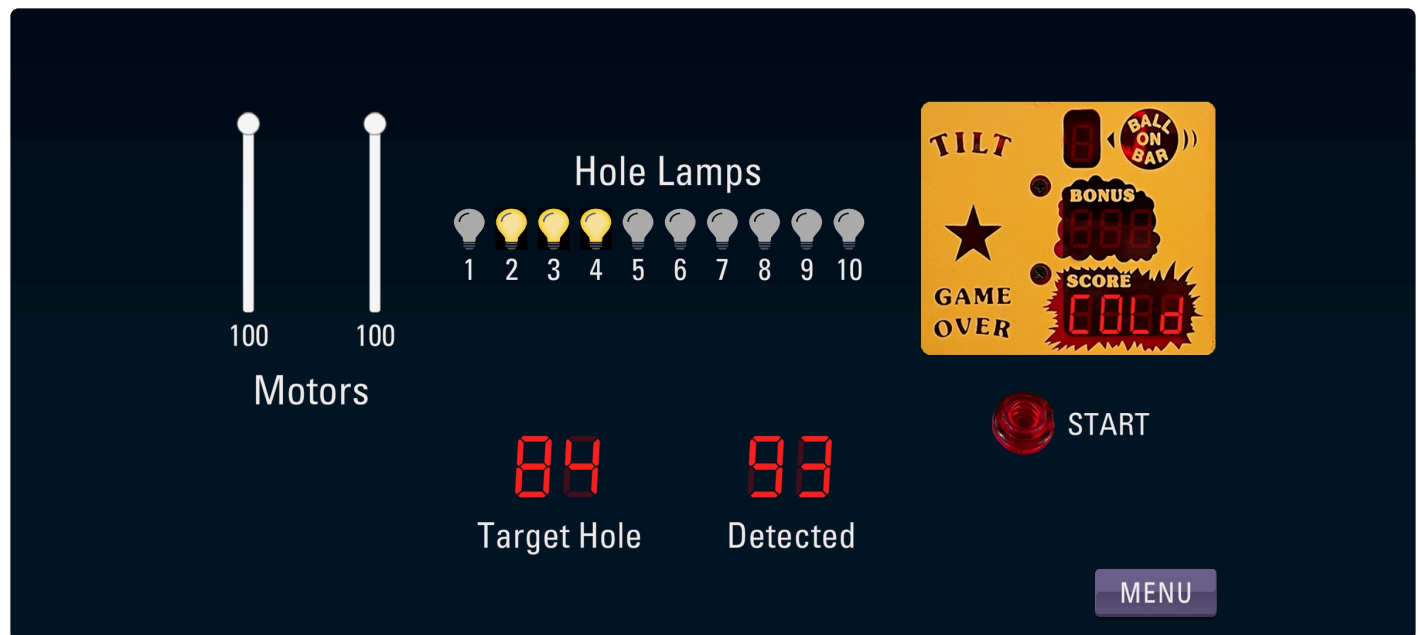 100
100
Motors
Hole Lamps
1 2 3 4 5 6 7 8 9 10
84
Target Hole
93
Detected
TILT
BALL
ON
BAR
BONUS
SCORE
COLd
GAME
OVER
START
MENU